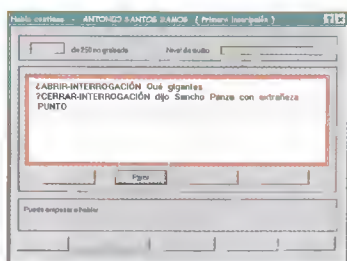 Habla continua - ANTONIO SANTOS RAMOS ( Primera inscripción )
de 250 no grabado Nivel de audio
¿ABRIR-INTERROGACIÓN Qué gigantes
?CERRAR-INTERROGACIÓN dijo Sancho Panza con extrañeza
PUNTO
Parar
Puede empezar a hablar